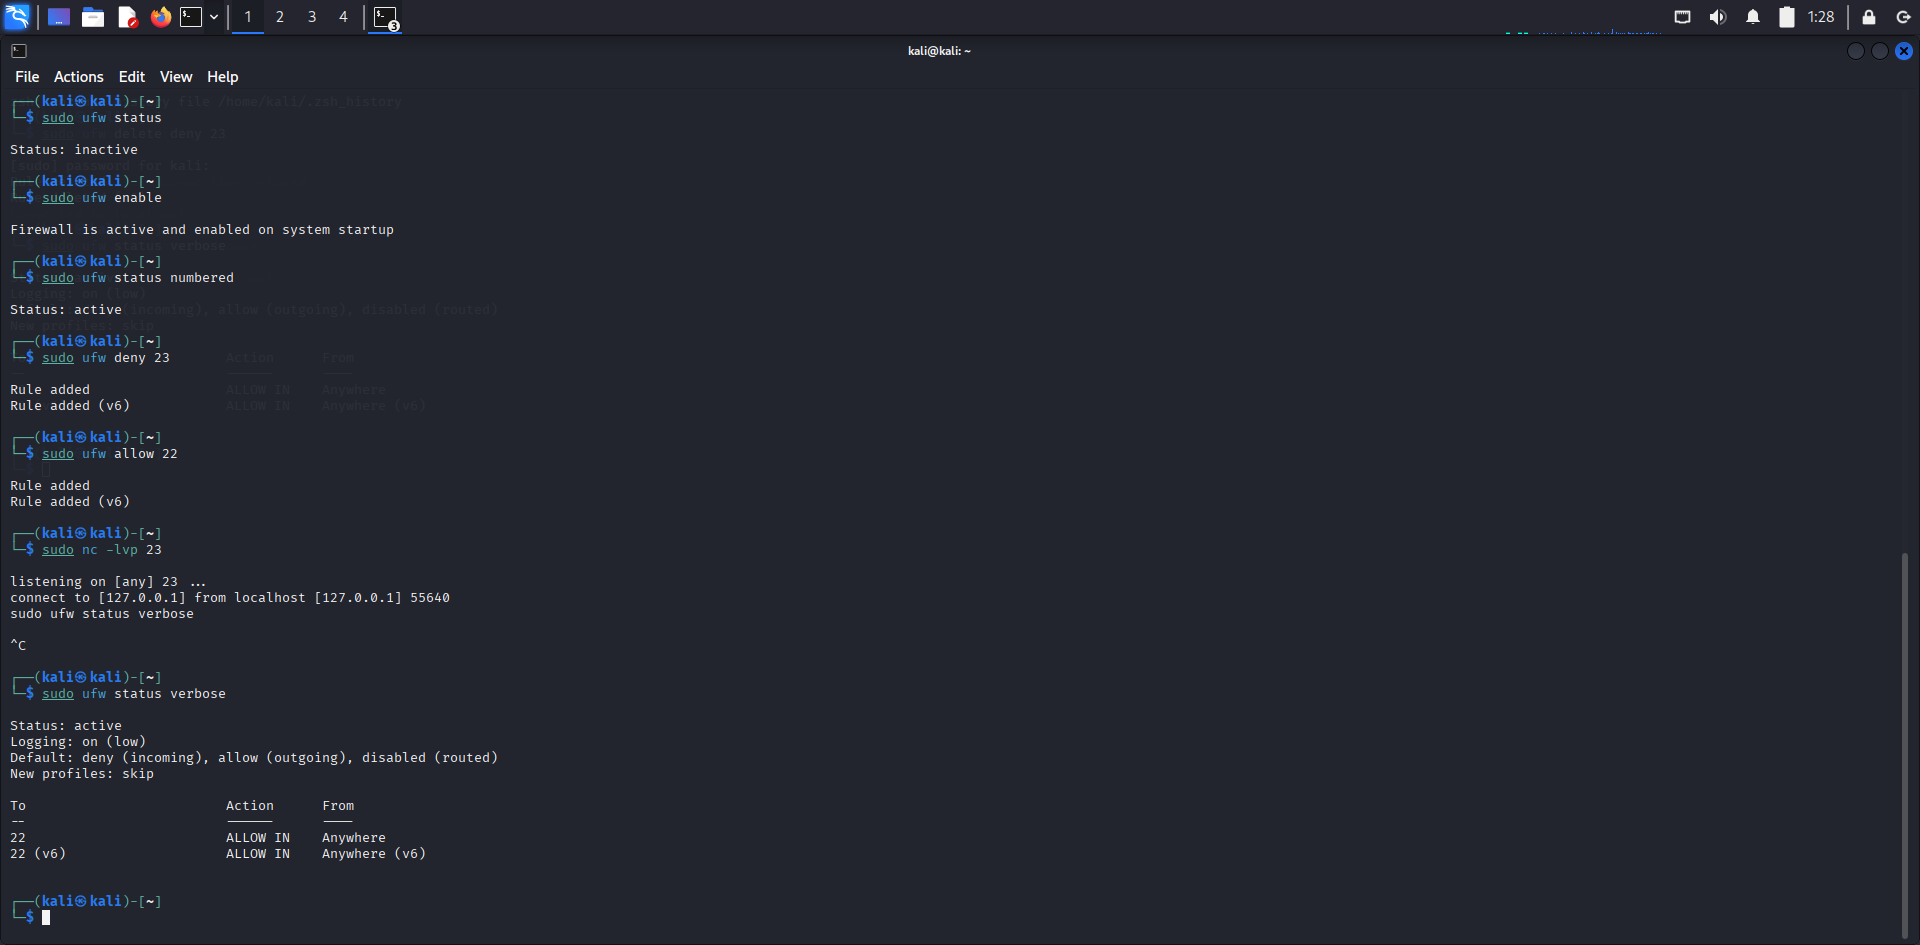 1 2 3 4 3 1:28
kali@kali: ~
File Actions Edit View Help
┌──(kali㉿kali)-[~]
└─$ sudo ufw status
Status: inactive
┌──(kali㉿kali)-[~]
└─$ sudo ufw enable
Firewall is active and enabled on system startup
┌──(kali㉿kali)-[~]
└─$ sudo ufw status numbered
Status: active
┌──(kali㉿kali)-[~]
└─$ sudo ufw deny 23
Rule added
Rule added (v6)
┌──(kali㉿kali)-[~]
└─$ sudo ufw allow 22
Rule added
Rule added (v6)
┌──(kali㉿kali)-[~]
└─$ sudo nc -lvp 23
listening on [any] 23 ...
connect to [127.0.0.1] from localhost [127.0.0.1] 55640
sudo ufw status verbose
^C
┌──(kali㉿kali)-[~]
└─$ sudo ufw status verbose
Status: active
Logging: on (low)
Default: deny (incoming), allow (outgoing), disabled (routed)
New profiles: skip
To Action From
-- ------ ----
22 ALLOW IN Anywhere
22 (v6) ALLOW IN Anywhere (v6)
┌──(kali㉿kali)-[~]
└─$